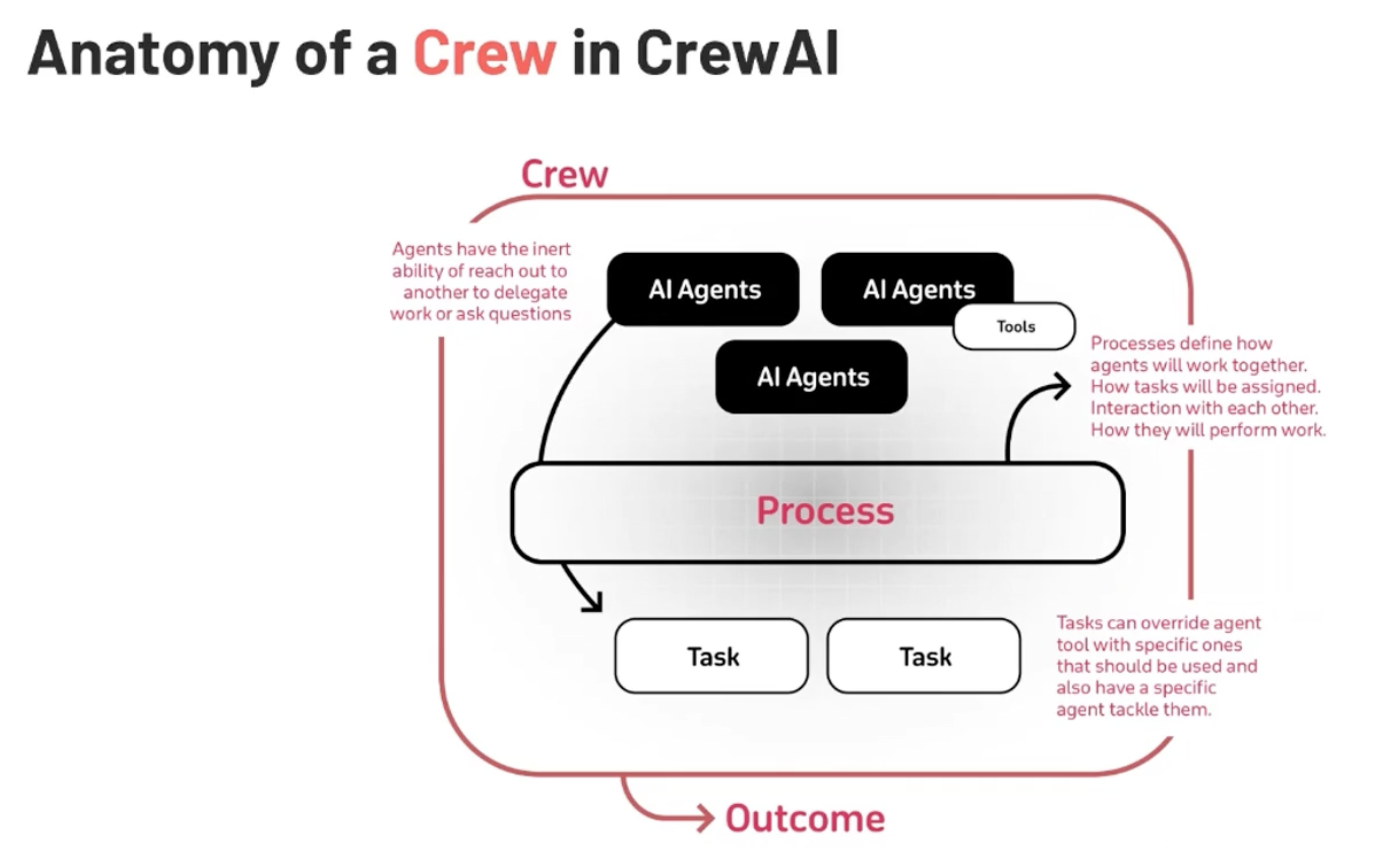 Anatomy of a Crew in CrewAI
Crew
Agents have the inert
ability of reach out to
another to delegate
work or ask questions
AI Agents
AI Agents
Tools
AI Agents
Processes define how
agents will work together.
How tasks will be assigned.
Interaction with each other.
How they will perform work.
Process
Task
Task
Tasks can override agent
tool with specific ones
that should be used and
also have a specific
agent tackle them.
Outcome